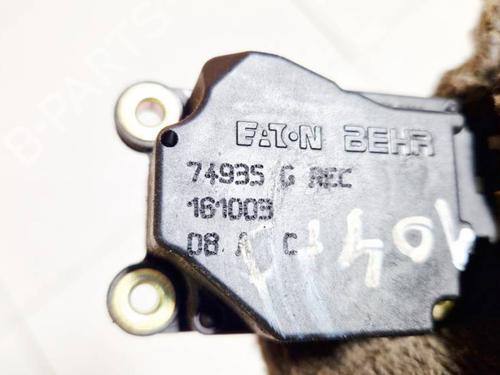 EATON BEHR
74935 G REC
161003
08 A C
B-PARTS